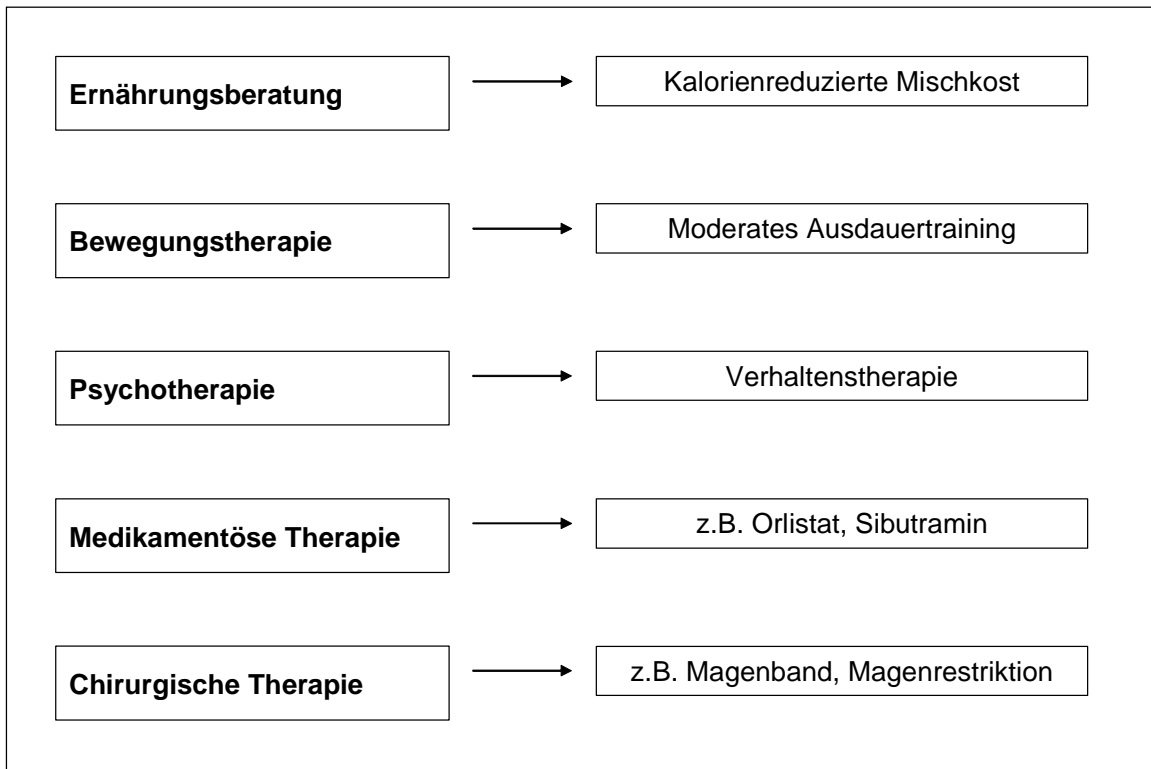 Ernährungsberatung
Kalorienreduzierte Mischkost
Bewegungstherapie
Moderates Ausdauertraining
Psychotherapie
Verhaltenstherapie
Medikamentöse Therapie
z.B. Orlistat, Sibutramin
Chirurgische Therapie
z.B. Magenband, Magenrestriktion